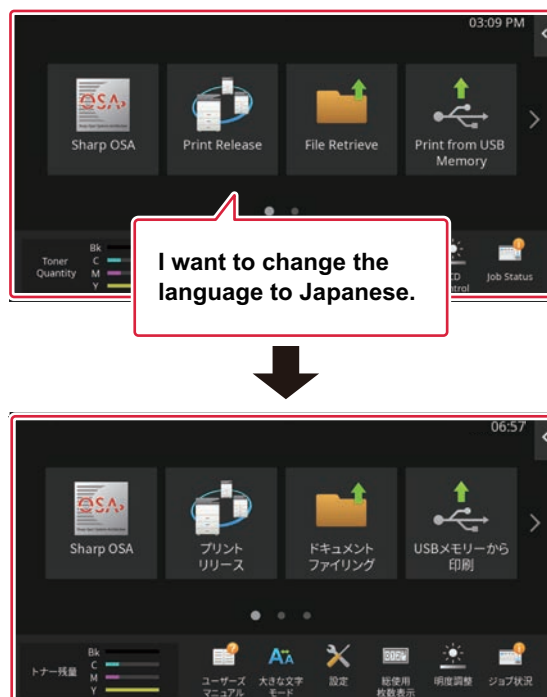 03:09 PM
OSA
Sharp OSA
Print Release
File Retrieve
Print from USB
Memory
Toner
Quantity
Bk
C
M
Y
Job Status
I want to change the
language to Japanese.
06:57
OSA
Sharp OSA
プリント
リリース
ドキュメント
ファイリング
USBメモリーから
印刷
トナー残量
Bk
C
M
Y
ユーザーズ
マニュアル
大きな文字
モード
設定
総使用
枚数表示
明度調整
ジョブ状況